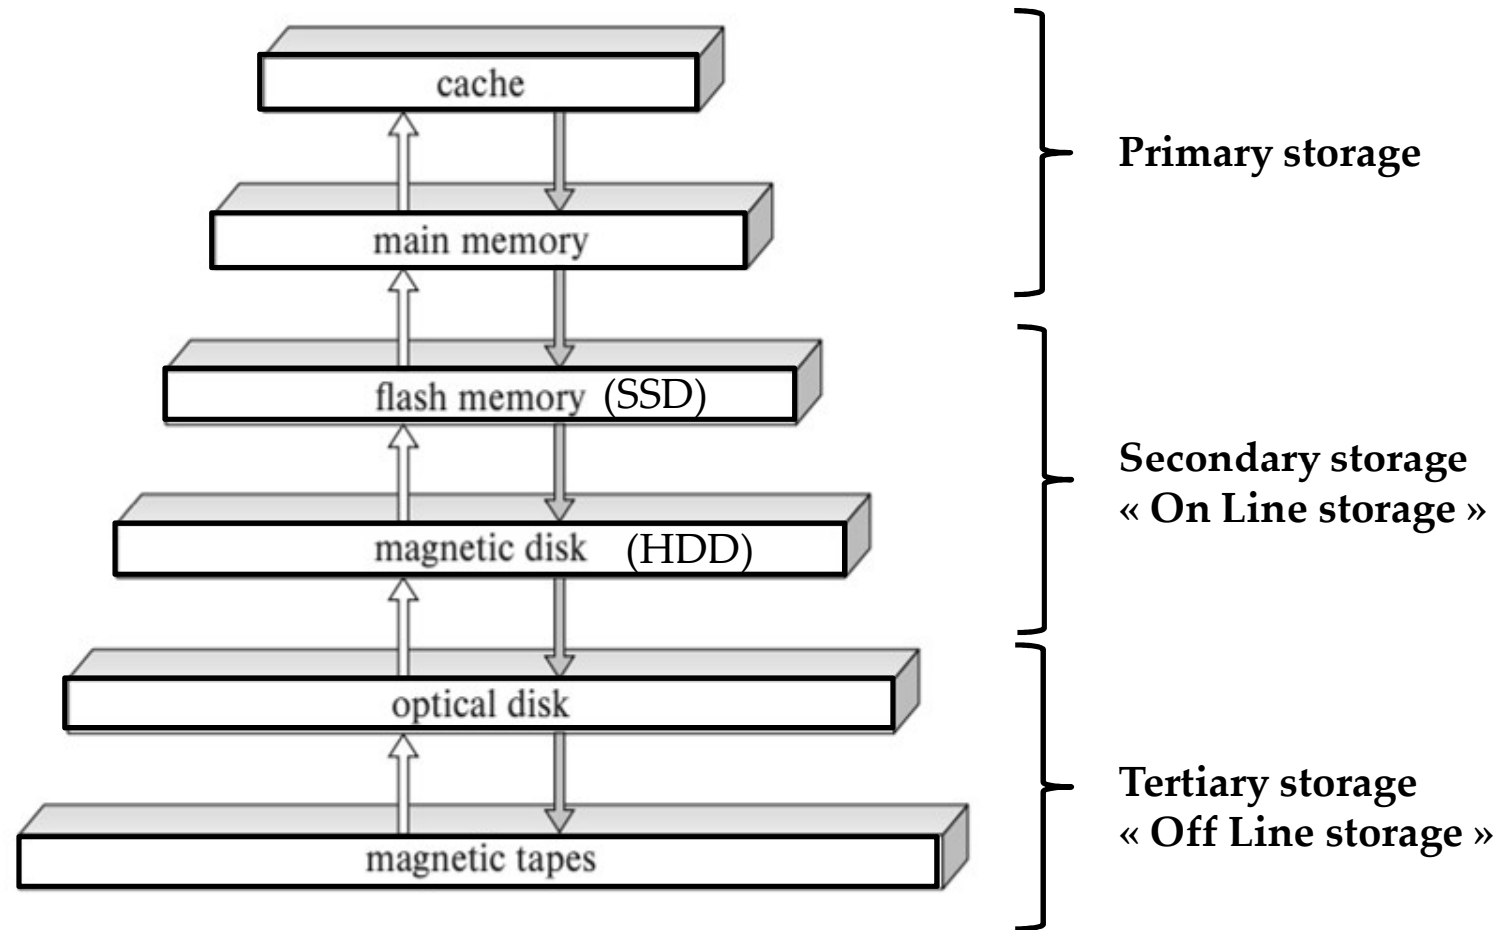 cache
Primary storage
main memory
flash memory (SSD)
Secondary storage
« On Line storage »
magnetic disk (HDD)
optical disk
Tertiary storage
« Off Line storage »
magnetic tapes